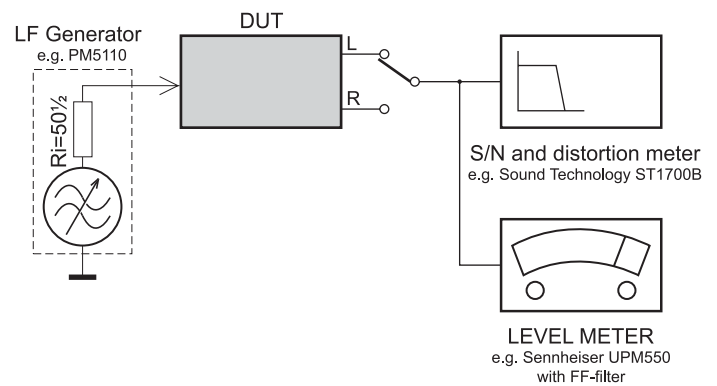 DUT
LF Generator
e.g. PM5110
Ri=50½
L
R
S/N and distortion meter
e.g. Sound Technology ST1700B
LEVEL METER
e.g. Sennheiser UPM550
with FF-filter